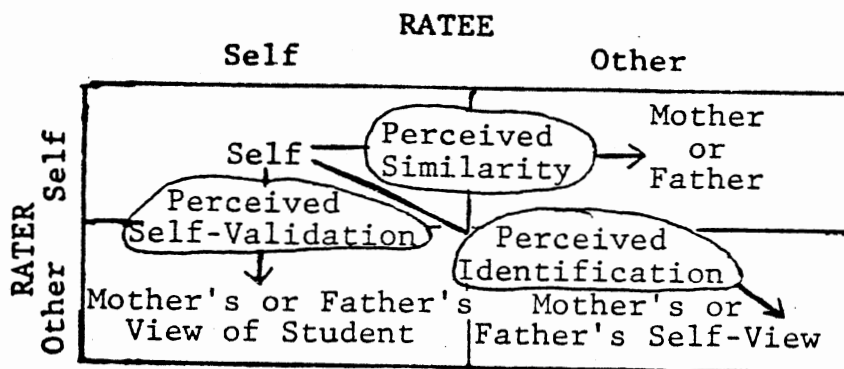 RATEE
Self Other
RATER
Self
Other
Self
Perceived
Similarity
Mother
or
Father
Perceived
Self-Validation
Perceived
Identification
Mother's or Father's
View of Student
Mother's or
Father's Self-View